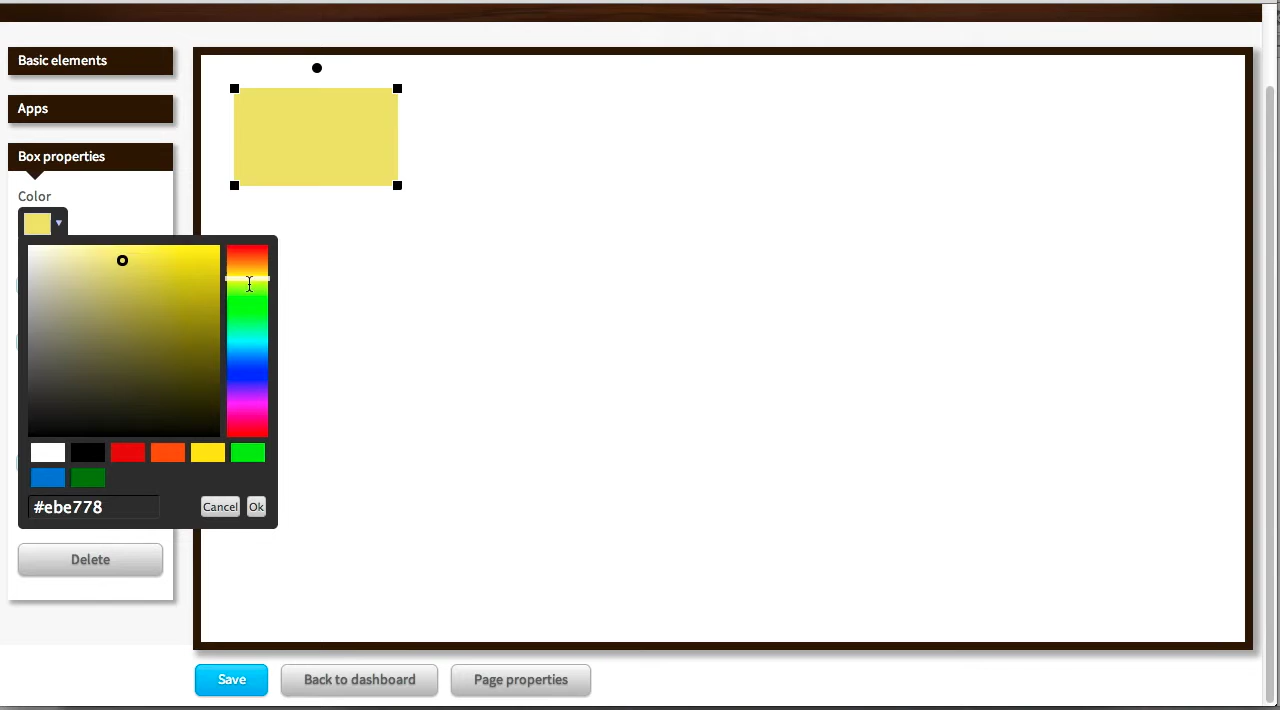 Basic elements
Apps
Box properties
Color
#ebe778
Cancel
Ok
Delete
Save
Back to dashboard
Page properties